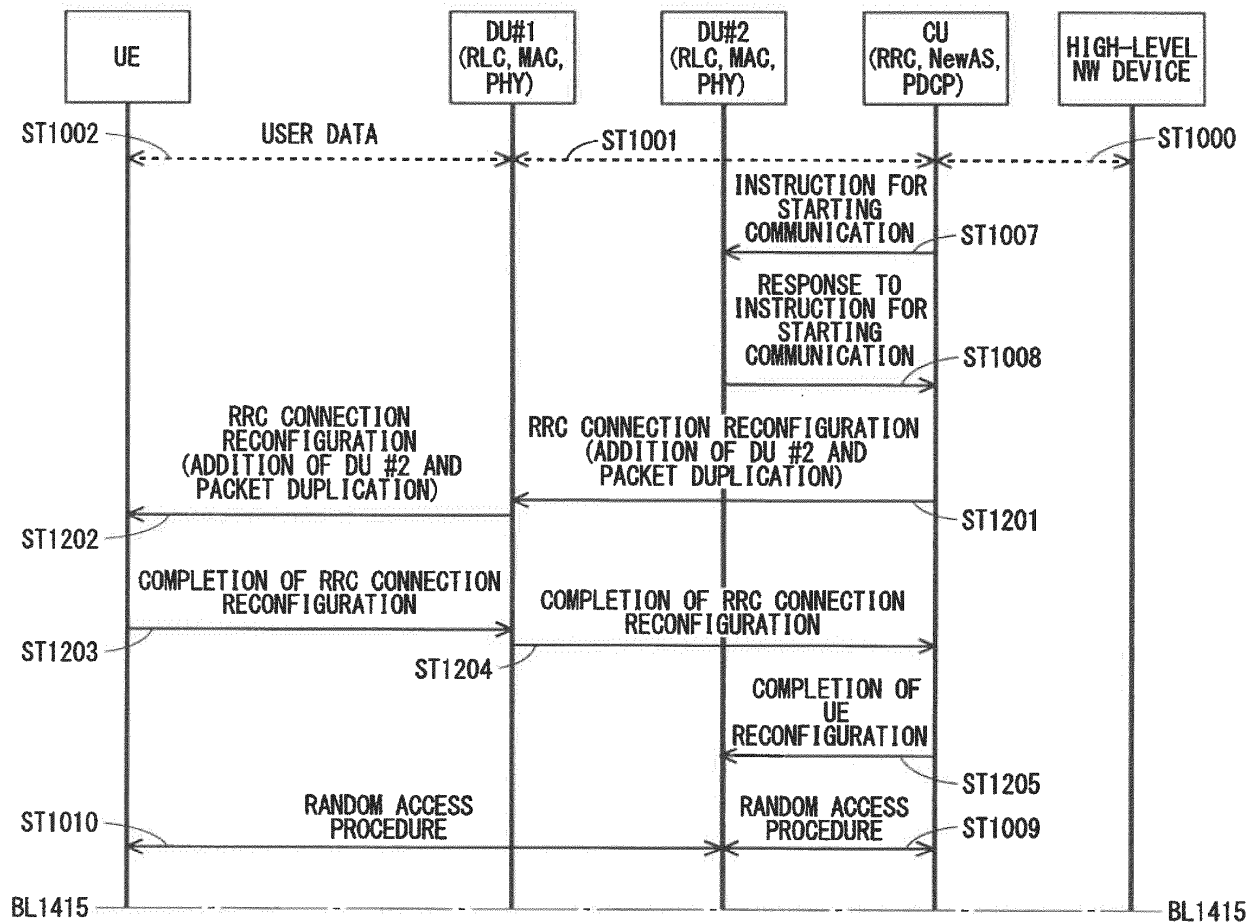 UE
DU#1
(RLC, MAC,
PHY)
DU#2
(RLC, MAC,
PHY)
CU
(RRC, NewAS,
PDCP)
HIGH-LEVEL
NW DEVICE
ST1002
USER DATA
ST1001
ST1000
INSTRUCTION FOR
STARTING
COMMUNICATION
ST1007
RESPONSE TO
INSTRUCTION FOR
STARTING
COMMUNICATION
ST1008
RRC CONNECTION
RECONFIGURATION
(ADDITION OF DU #2 AND
PACKET DUPLICATION)
RRC CONNECTION RECONFIGURATION
(ADDITION OF DU #2 AND
PACKET DUPLICATION)
ST1202
ST1201
COMPLETION OF RRC CONNECTION
RECONFIGURATION
COMPLETION OF RRC CONNECTION
RECONFIGURATION
ST1203
ST1204
COMPLETION OF
UE
RECONFIGURATION
ST1205
ST1010
RANDOM ACCESS
PROCEDURE
RANDOM ACCESS
PROCEDURE
ST1009
BL1415
BL1415